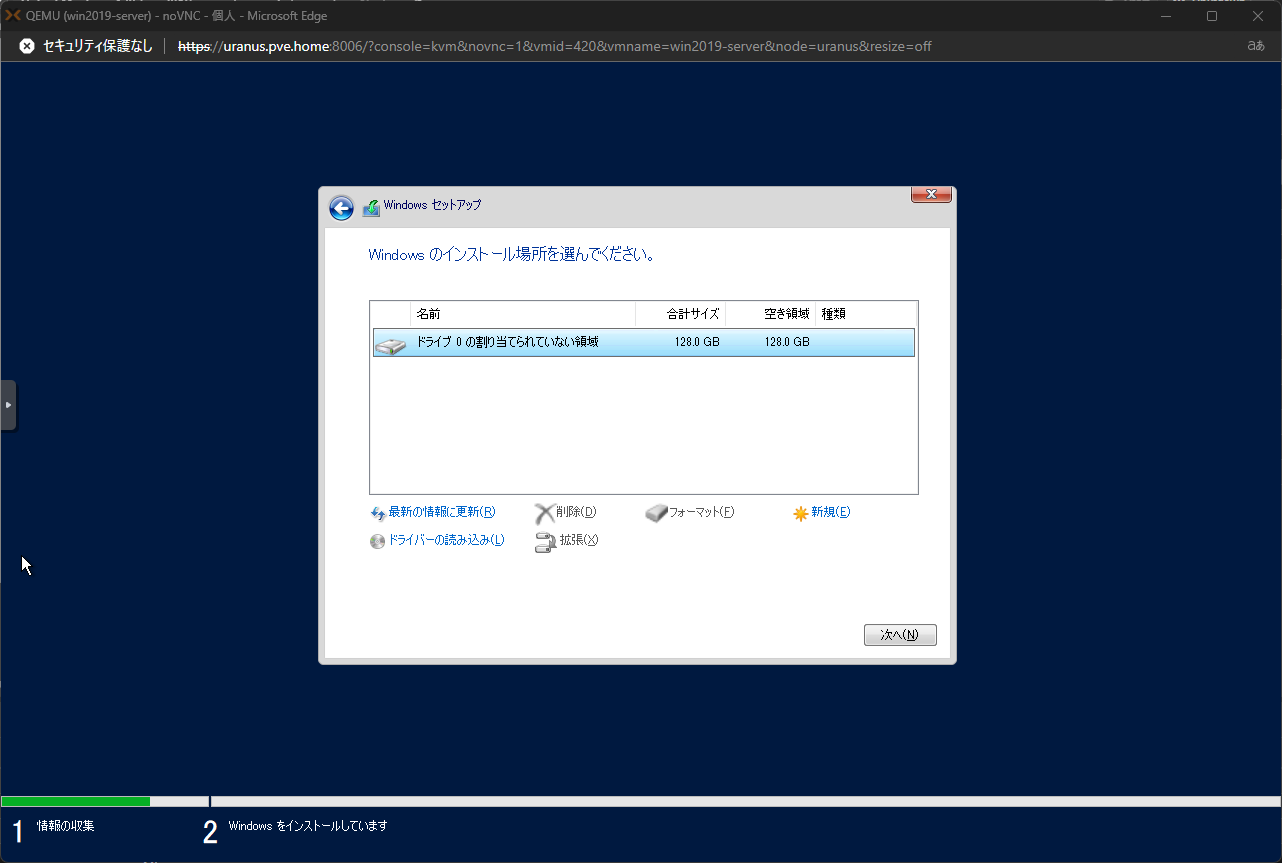 QEMU (win2019-server) - noVNC - 個人 - Microsoft Edge
セキュリティ保護なし
https://uranus.pve.home:8006/?console=kvm&novnc=1&vmid=420&vmname=win2019-server&node=uranus&resize=off
aあ
Windows セットアップ
Windows のインストール場所を選んでください。
名前 合計サイズ 空き領域 種類
ドライブ 0 の割り当てられていない領域 128.0 GB 128.0 GB
最新の情報に更新(R) 削除(D) フォーマット(F) 新規(E)
ドライバーの読み込み(L) 拡張(X)
次へ(N)
1 情報の収集 2 Windows をインストールしています